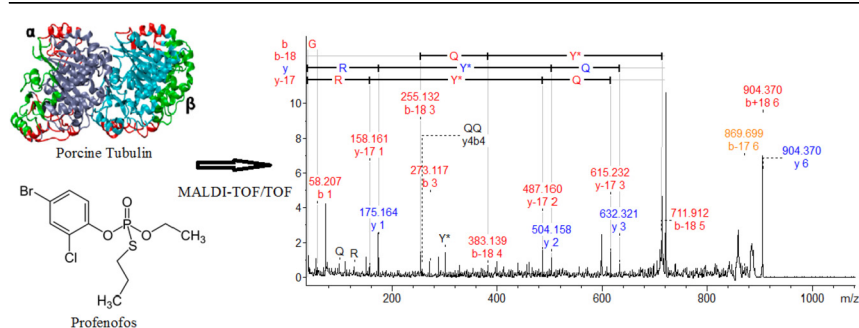 α
β
Porcine Tubulin
MALDI-TOF/TOF
Br
Cl
O
P
O
O
CH₃
S
CH₃
Profenofos
b
G
b-18
Q
Y*
y
R
Y*
Q
y-17
R
Y*
Q
10
8
6
4
2
0
58.207
b 1
158.161
y-17 1
175.164
y 1
255.132
b-18 3
273.117
b 3
QQ
y4b4
Q
R
Y*
383.139
b-18 4
487.160
y-17 2
504.158
y 2
615.232
y-17 3
632.321
y 3
711.912
b-18 5
904.370
b+18 6
869.699
b-17 6
904.370
y 6
200
400
600
800
1000
m/z